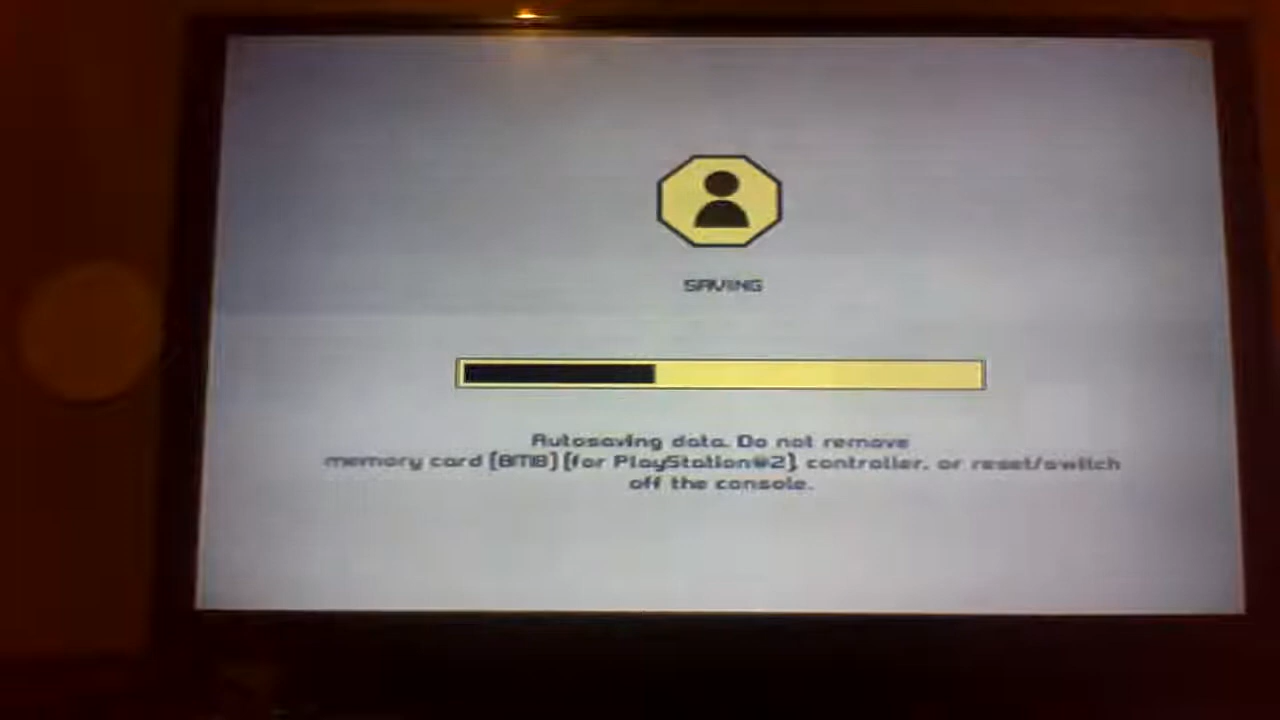 SAVING
Autosaving data. Do not remove
memory card (8MB) (for PlayStation®2), controller, or reset/switch
off the console.